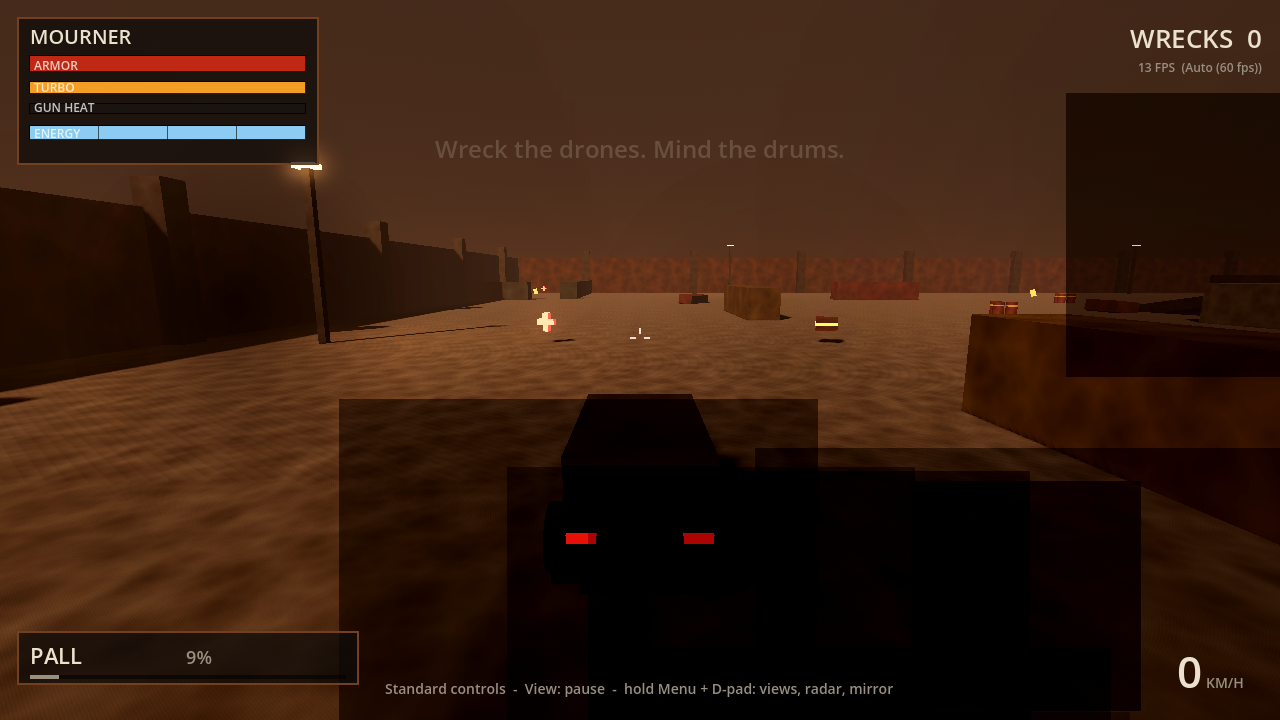 MOURNER
ARMOR
TURBO
GUN HEAT
ENERGY
WRECKS 0
13 FPS (Auto (60 fps))
Wreck the drones. Mind the drums.
PALL 9%
Standard controls - View: pause - hold Menu + D-pad: views, radar, mirror
0 KM/H